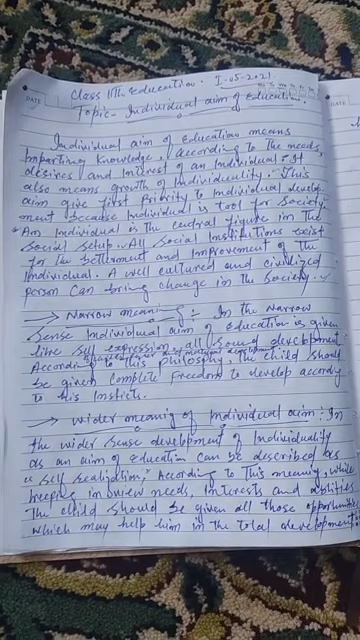 DATE
Class 11th Education. 1-05-2021
Topic- Individual aim of Education.
Individual aim of Education means
Imparting Knowledge, according to the needs,
desires and Interest of an Individual. It
also means growth of Individuality. This
aim give first Priority to Individual develop-
ment because Individual is tool for Society.
An Individual is the central figure in the
Social Setup. All Social Institutions exist
for the betterment and Improvement of the
Individual. A well cultured and civilized
person Can bring change in the Society.
→ Narrow meani :- In the Narrow
Sense Individual aim of Education is given
like Self expression, all Sound development
According to this philosophy, the child should
be given Complete Freedom to develop accordy
to his Insticts.
→ wider meanig of Individual aim: In
the wider Sense development of Individuality
as an aim of Education Can be described as
"Self Realization," According to This meaning, while
keeping in view needs, interests and abilities
The child Should be given all those opportunities
which may help him in the total development.
DATE